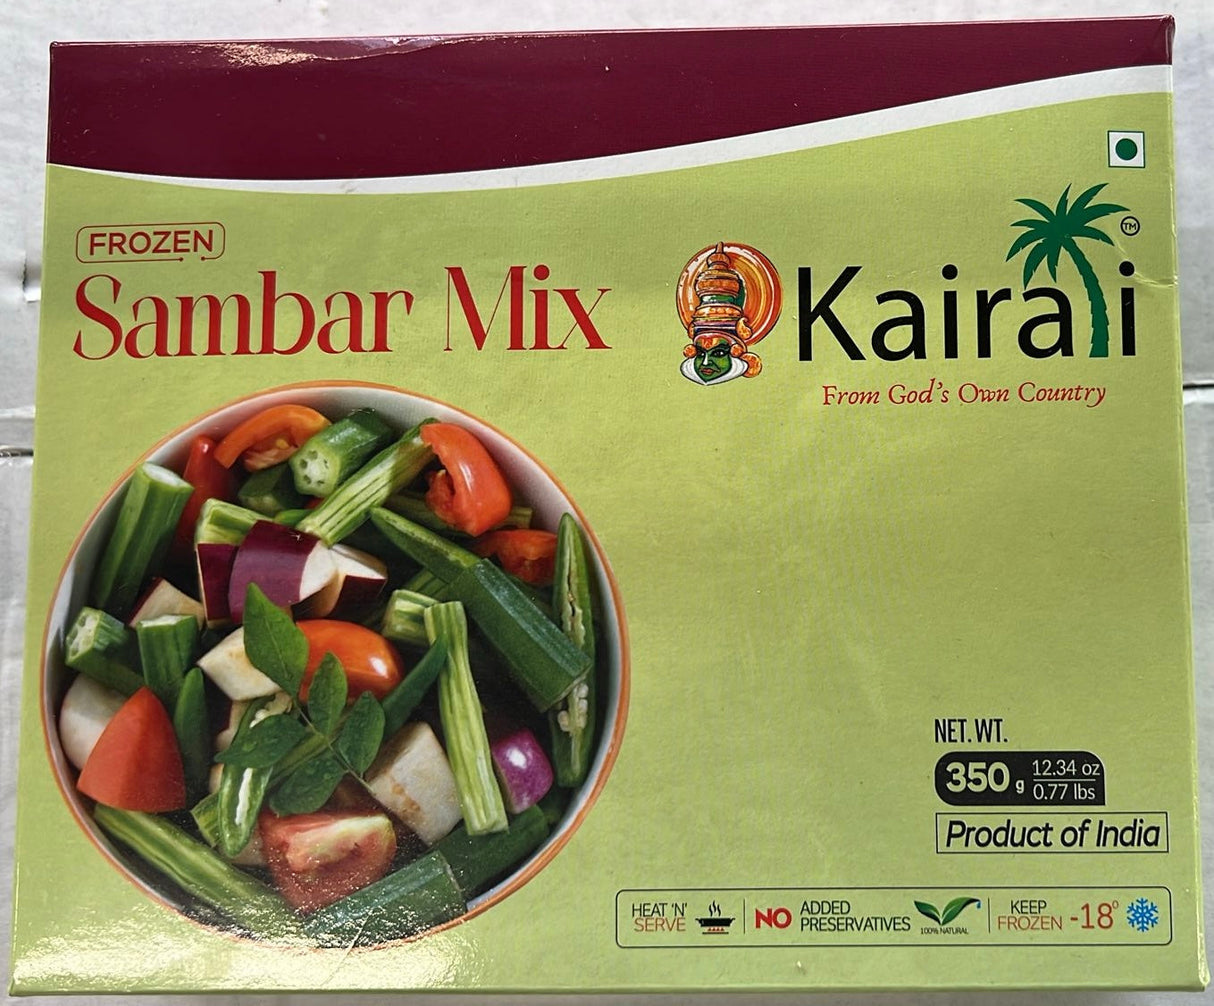 FROZEN
Sambar Mix
Kairali
TM
From God's Own Country
NET. WT.
350 g 12.34 oz
0.77 lbs
Product of India
HEAT 'N' SERVE
NO ADDED PRESERVATIVES
100% NATURAL
KEEP FROZEN -18°